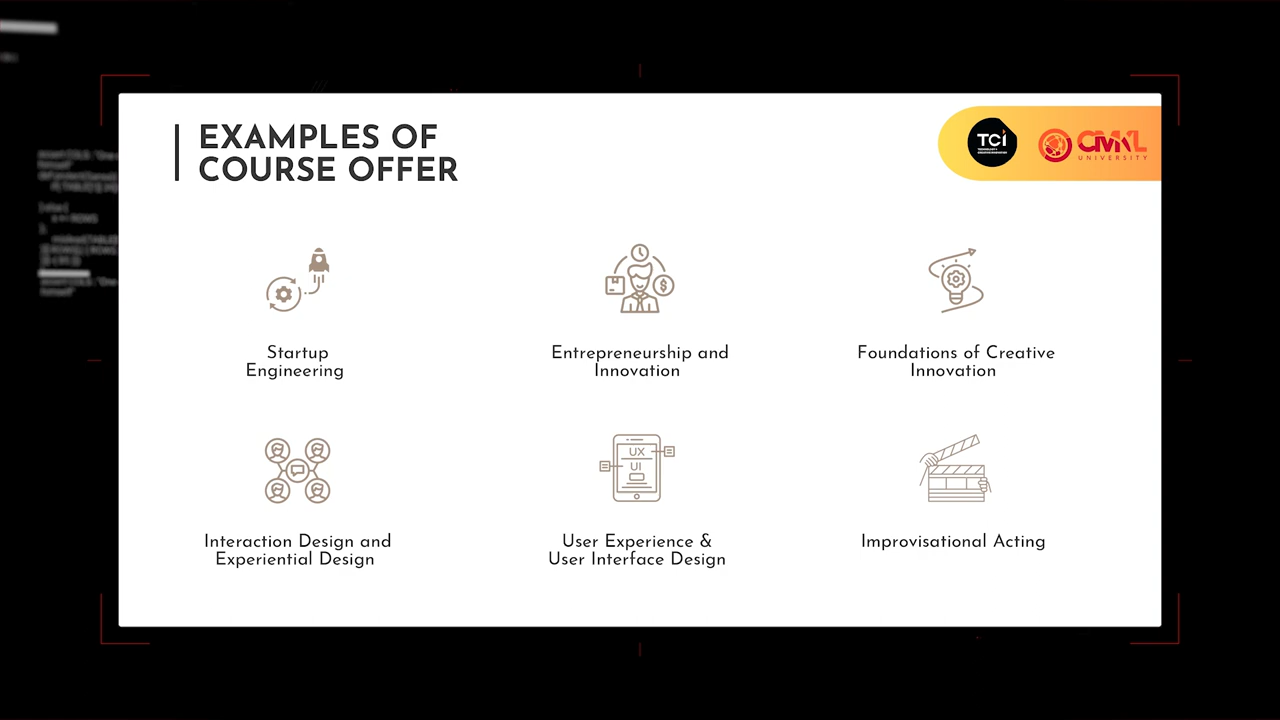 EXAMPLES OF
COURSE OFFER
TCi
CMKL
UNIVERSITY
Startup
Engineering
Entrepreneurship and
Innovation
Foundations of Creative
Innovation
Interaction Design and
Experiential Design
UX
UI
User Experience &
User Interface Design
Improvisational Acting